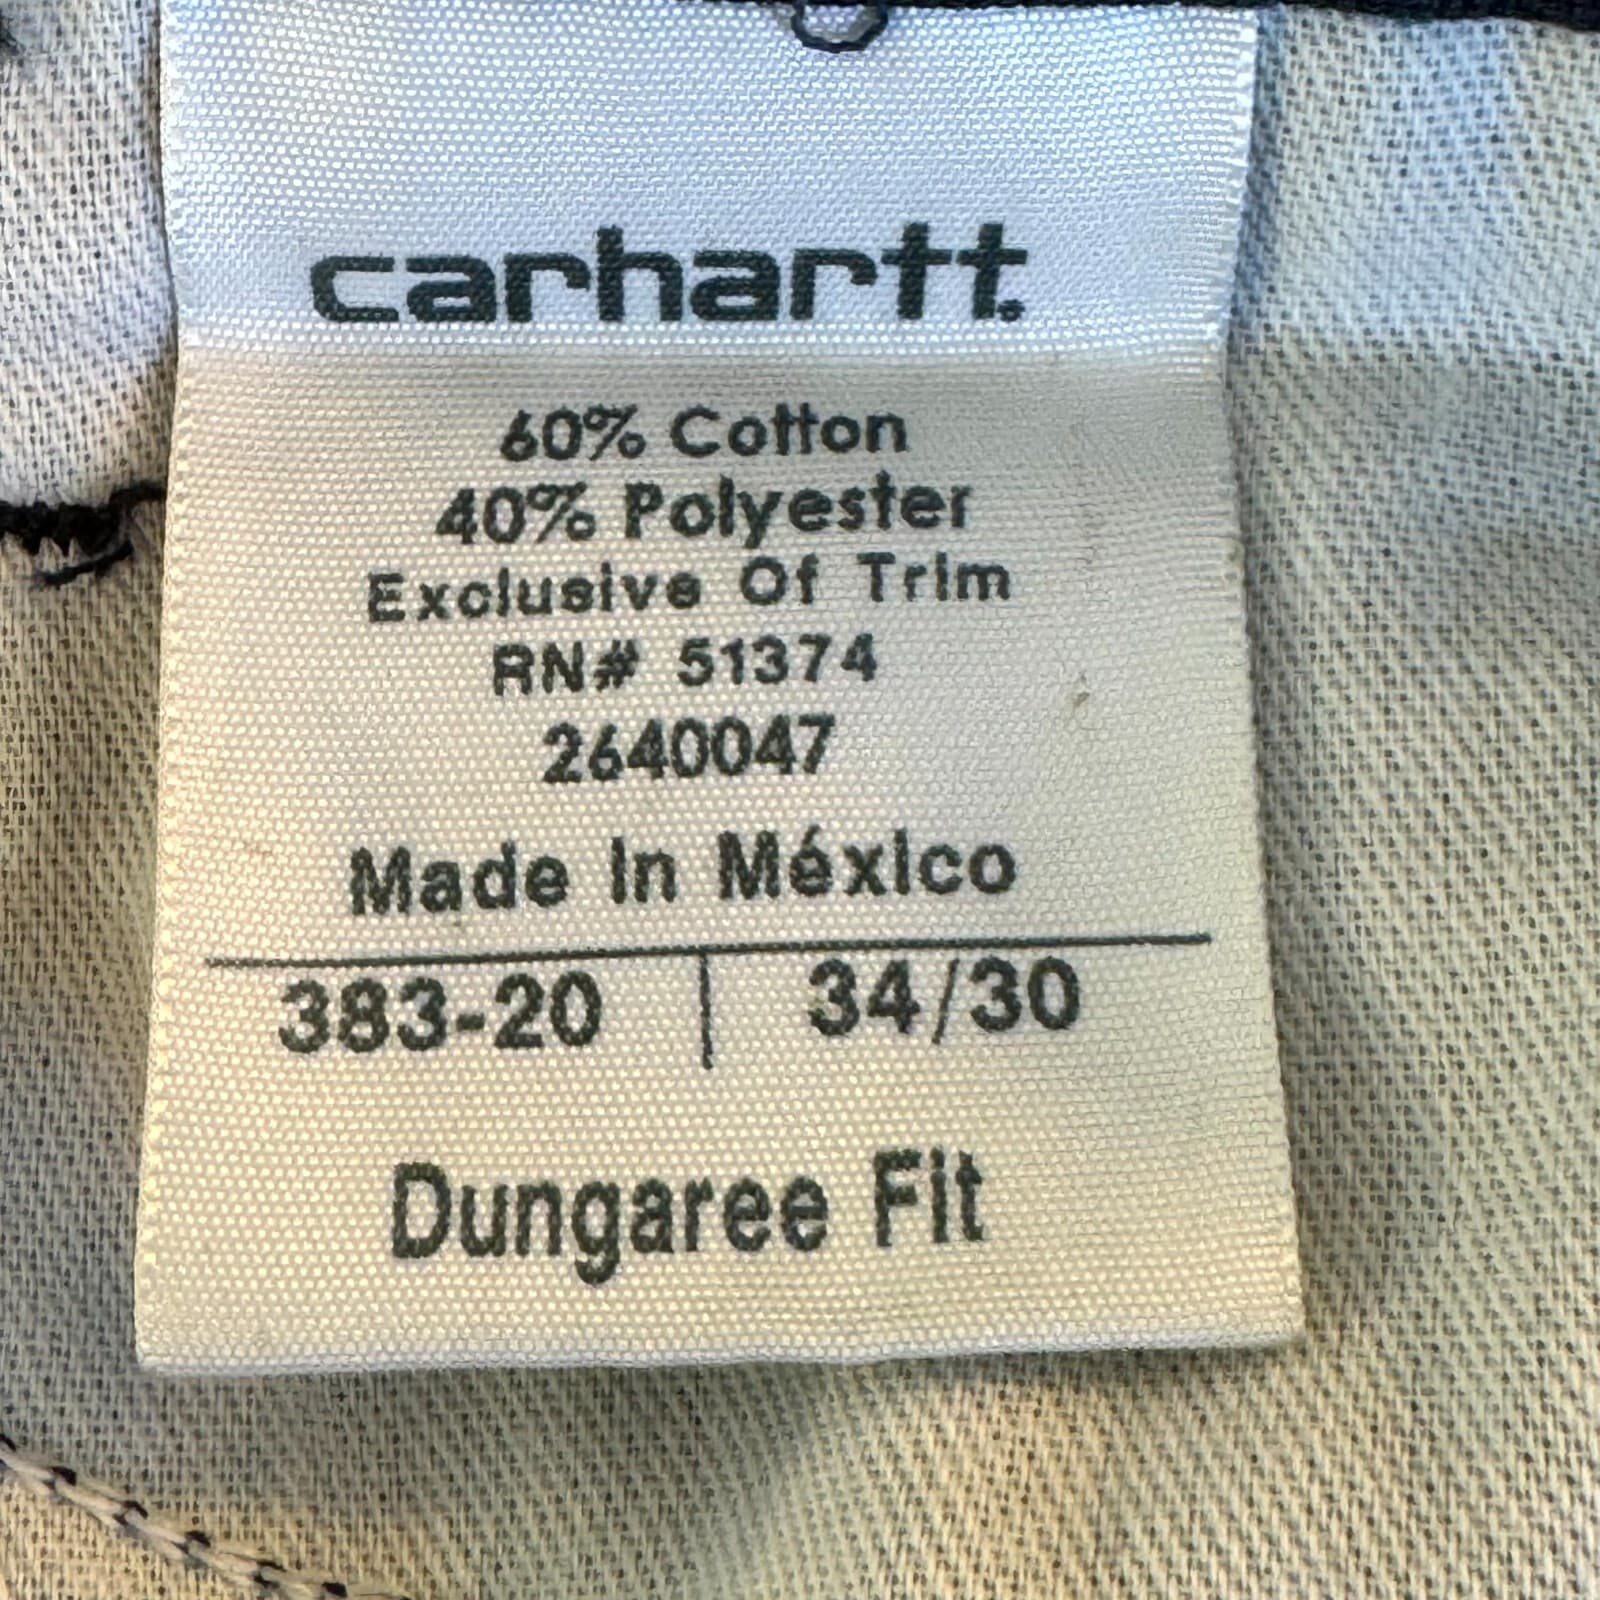 carhartt.
60% Cotton
40% Polyester
Exclusive Of Trim
RN# 51374
2640047
Made In México
383-20 | 34/30
Dungaree Fit